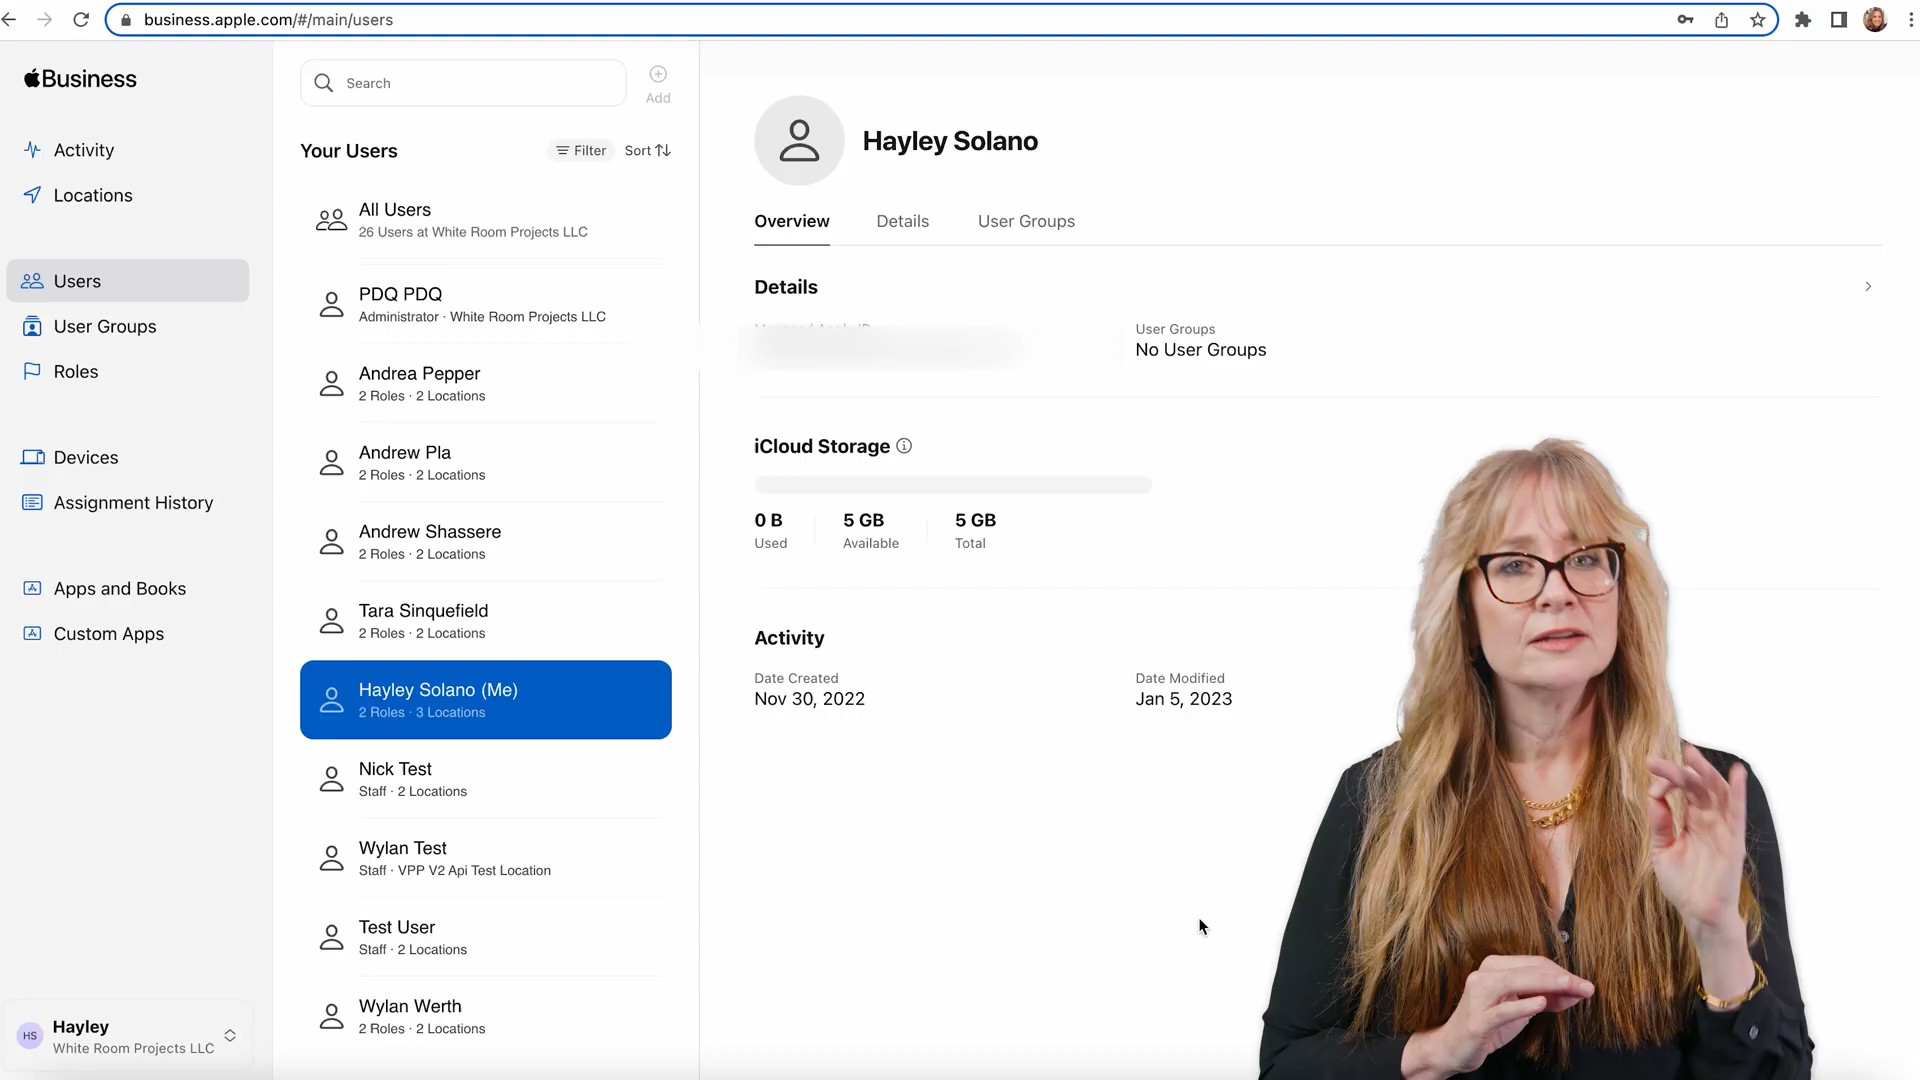 business.apple.com/#/main/users
Business
Activity
Locations
Users
User Groups
Roles
Devices
Assignment History
Apps and Books
Custom Apps
HS
Hayley
White Room Projects LLC
Search
Add
Your Users
Filter
Sort
All Users
26 Users at White Room Projects LLC
PDQ PDQ
Administrator · White Room Projects LLC
Andrea Pepper
2 Roles · 2 Locations
Andrew Pla
2 Roles · 2 Locations
Andrew Shassere
2 Roles · 2 Locations
Tara Sinquefield
2 Roles · 2 Locations
Hayley Solano (Me)
2 Roles · 3 Locations
Nick Test
Staff · 2 Locations
Wylan Test
Staff · VPP V2 Api Test Location
Test User
Staff · 2 Locations
Wylan Werth
2 Roles · 2 Locations
Hayley Solano
Overview
Details
User Groups
Details
User Groups
No User Groups
iCloud Storage
0 B
Used
5 GB
Available
5 GB
Total
Activity
Date Created
Nov 30, 2022
Date Modified
Jan 5, 2023